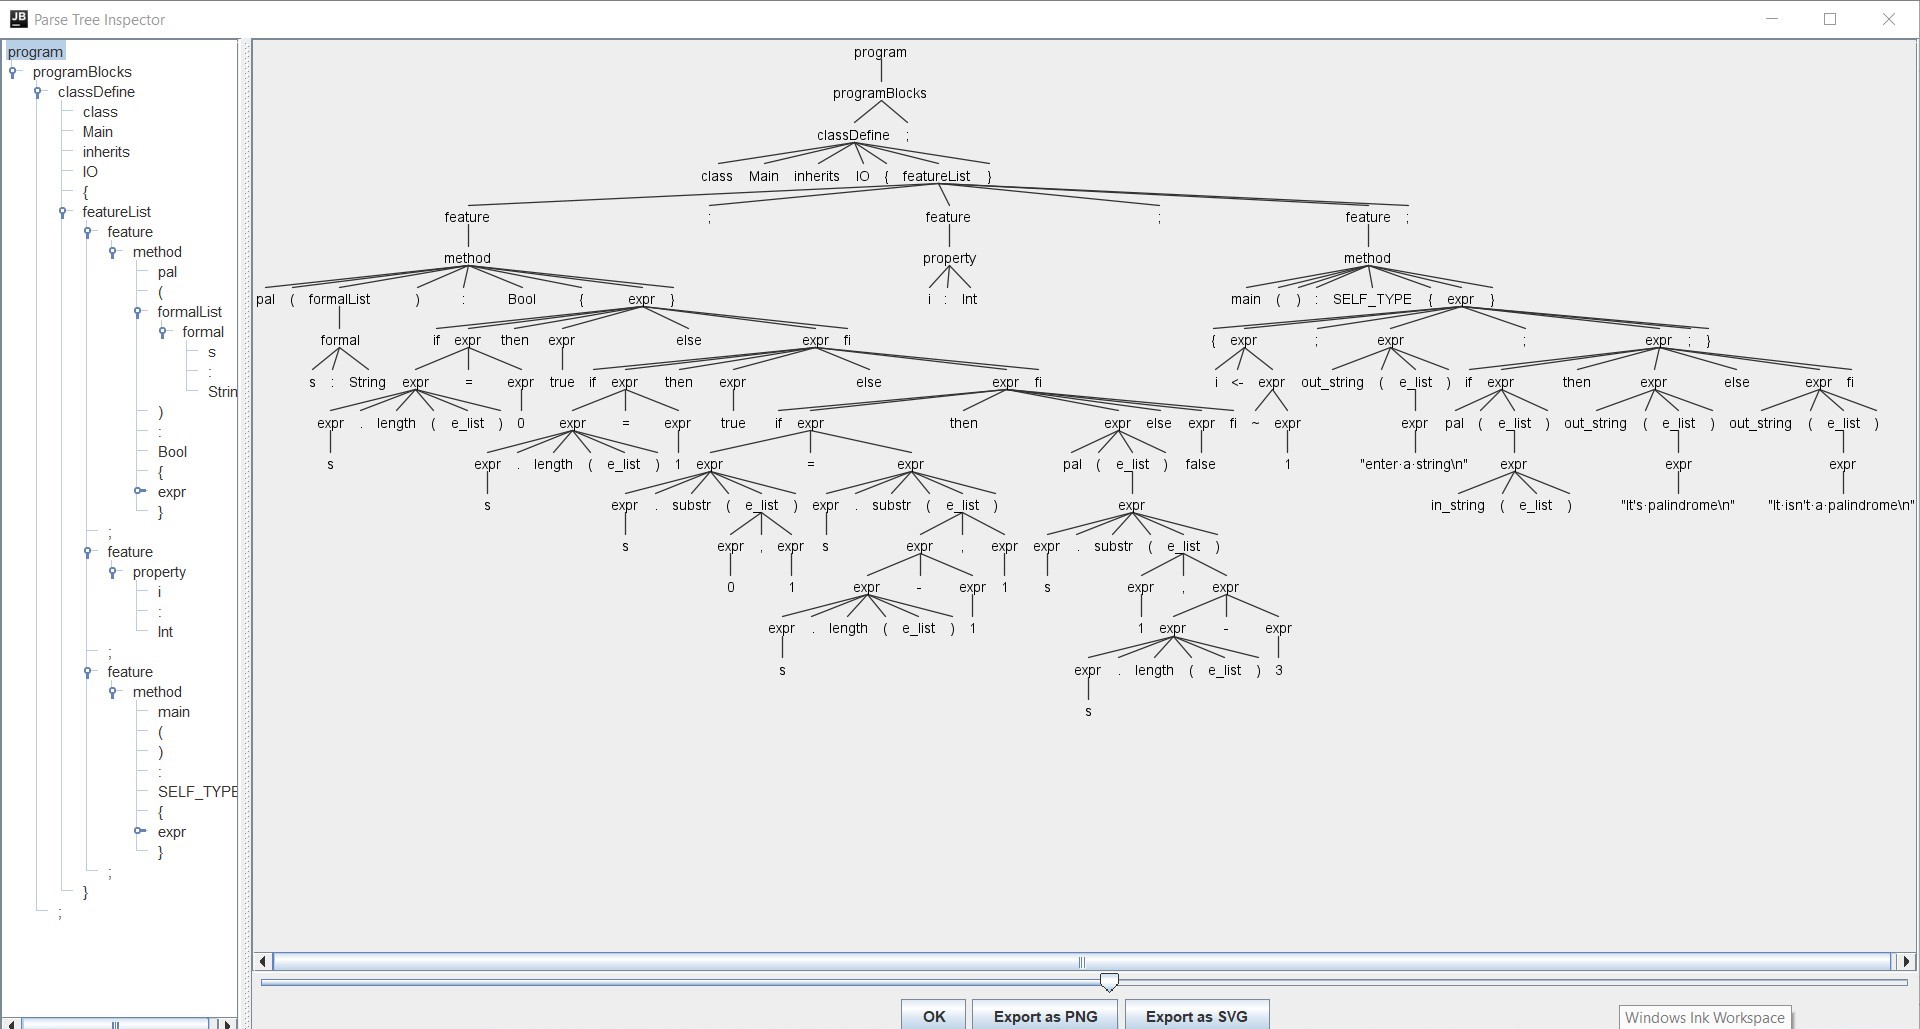 JB Parse Tree Inspector
program
programBlocks
classDefine
class
Main
inherits
IO
{
featureList
feature
method
pal
(
formalList
formal
s
:
Strin
)
:
Bool
{
expr
}
;
feature
property
i
:
Int
;
feature
method
main
(
)
:
SELF_TYPE
{
expr
}
;
}
;
program
programBlocks
classDefine ;
class Main inherits IO { featureList }
feature ; feature ; feature ;
method property method
pal ( formalList ) : Bool { expr } i : Int main ( ) : SELF_TYPE { expr }
formal if expr then expr else expr fi { expr ; expr ; expr ; }
s : String expr = expr true if expr then expr else expr fi i <- expr out_string ( e_list ) if expr then expr else expr fi
expr . length ( e_list ) 0 expr = expr true if expr then expr else expr fi ~ expr expr pal ( e_list ) out_string ( e_list ) out_string ( e_list )
s expr . length ( e_list ) 1 expr = expr pal ( e_list ) false 1 "enter·a·string\n" expr expr expr
s expr . substr ( e_list ) expr . substr ( e_list ) expr in_string ( e_list ) "It's·palindrome\n" "It·isn't·a·palindrome\n"
s expr , expr s expr , expr expr . substr ( e_list )
0 1 expr - expr 1 s expr , expr
expr . length ( e_list ) 1 1 expr - expr
s expr . length ( e_list ) 3
s
OK Export as PNG Export as SVG
Windows Ink Workspace